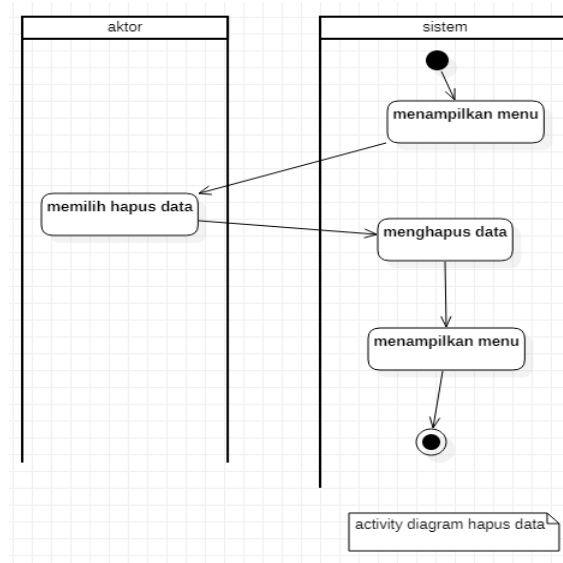 aktor
sistem
menampilkan menu
memilih hapus data
menghapus data
menampilkan menu
activity diagram hapus data